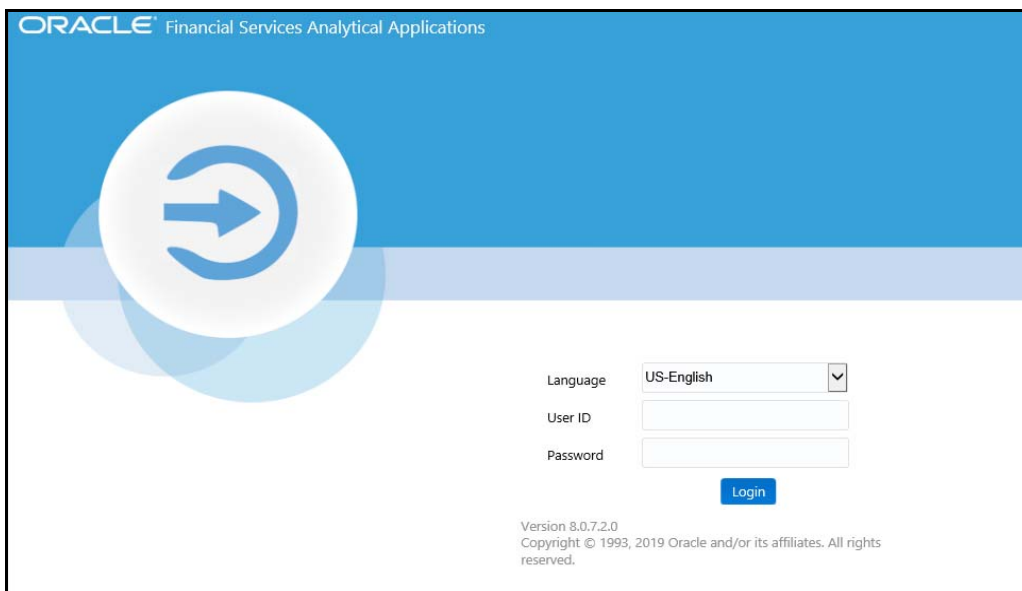 ORACLE® Financial Services Analytical Applications
Language US-English
User ID
Password
Login
Version 8.0.7.2.0
Copyright © 1993, 2019 Oracle and/or its affiliates. All rights
reserved.